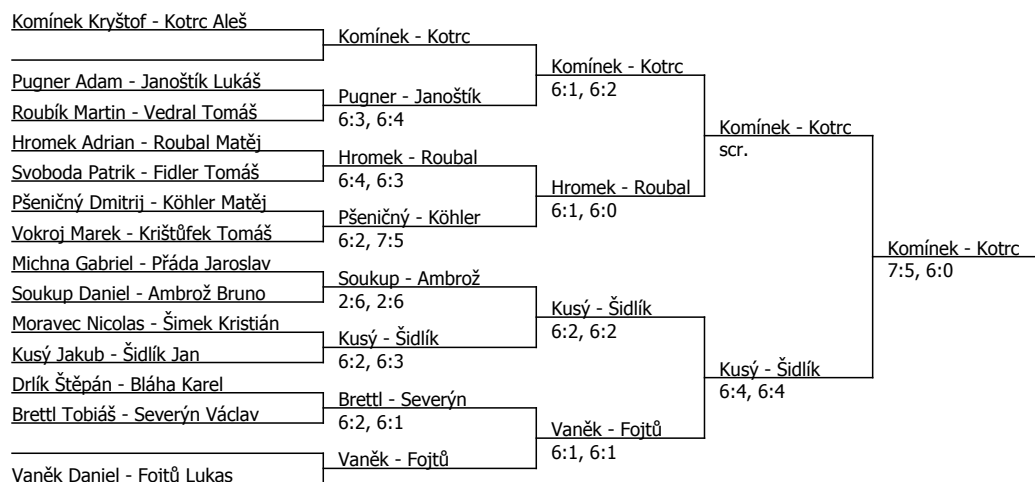 Komínek Kryštof - Kotrc Aleš
Pugner Adam - Janoštík Lukáš
Roubík Martin - Vedral Tomáš
Hromek Adrian - Roubal Matěj
Svoboda Patrik - Fidler Tomáš
Pšeničný Dmitrij - Köhler Matěj
Vokroj Marek - Krištůfek Tomáš
Michna Gabriel - Přáda Jaroslav
Soukup Daniel - Ambrož Bruno
Moravec Nicolas - Šimek Kristián
Kusý Jakub - Šidlík Jan
Drlík Štěpán - Bláha Karel
Brettl Tobiáš - Severýn Václav
Vaněk Daniel - Fojtů Lukas
Komínek - Kotrc
Pugner - Janoštík
6:3, 6:4
Hromek - Roubal
6:4, 6:3
Pšeničný - Köhler
6:2, 7:5
Soukup - Ambrož
2:6, 2:6
Kusý - Šidlík
6:2, 6:3
Brettl - Severýn
6:2, 6:1
Vaněk - Fojtů
Komínek - Kotrc
6:1, 6:2
Hromek - Roubal
6:1, 6:0
Kusý - Šidlík
6:2, 6:2
Vaněk - Fojtů
6:1, 6:1
Komínek - Kotrc
scr.
Kusý - Šidlík
6:4, 6:4
Komínek - Kotrc
7:5, 6:0